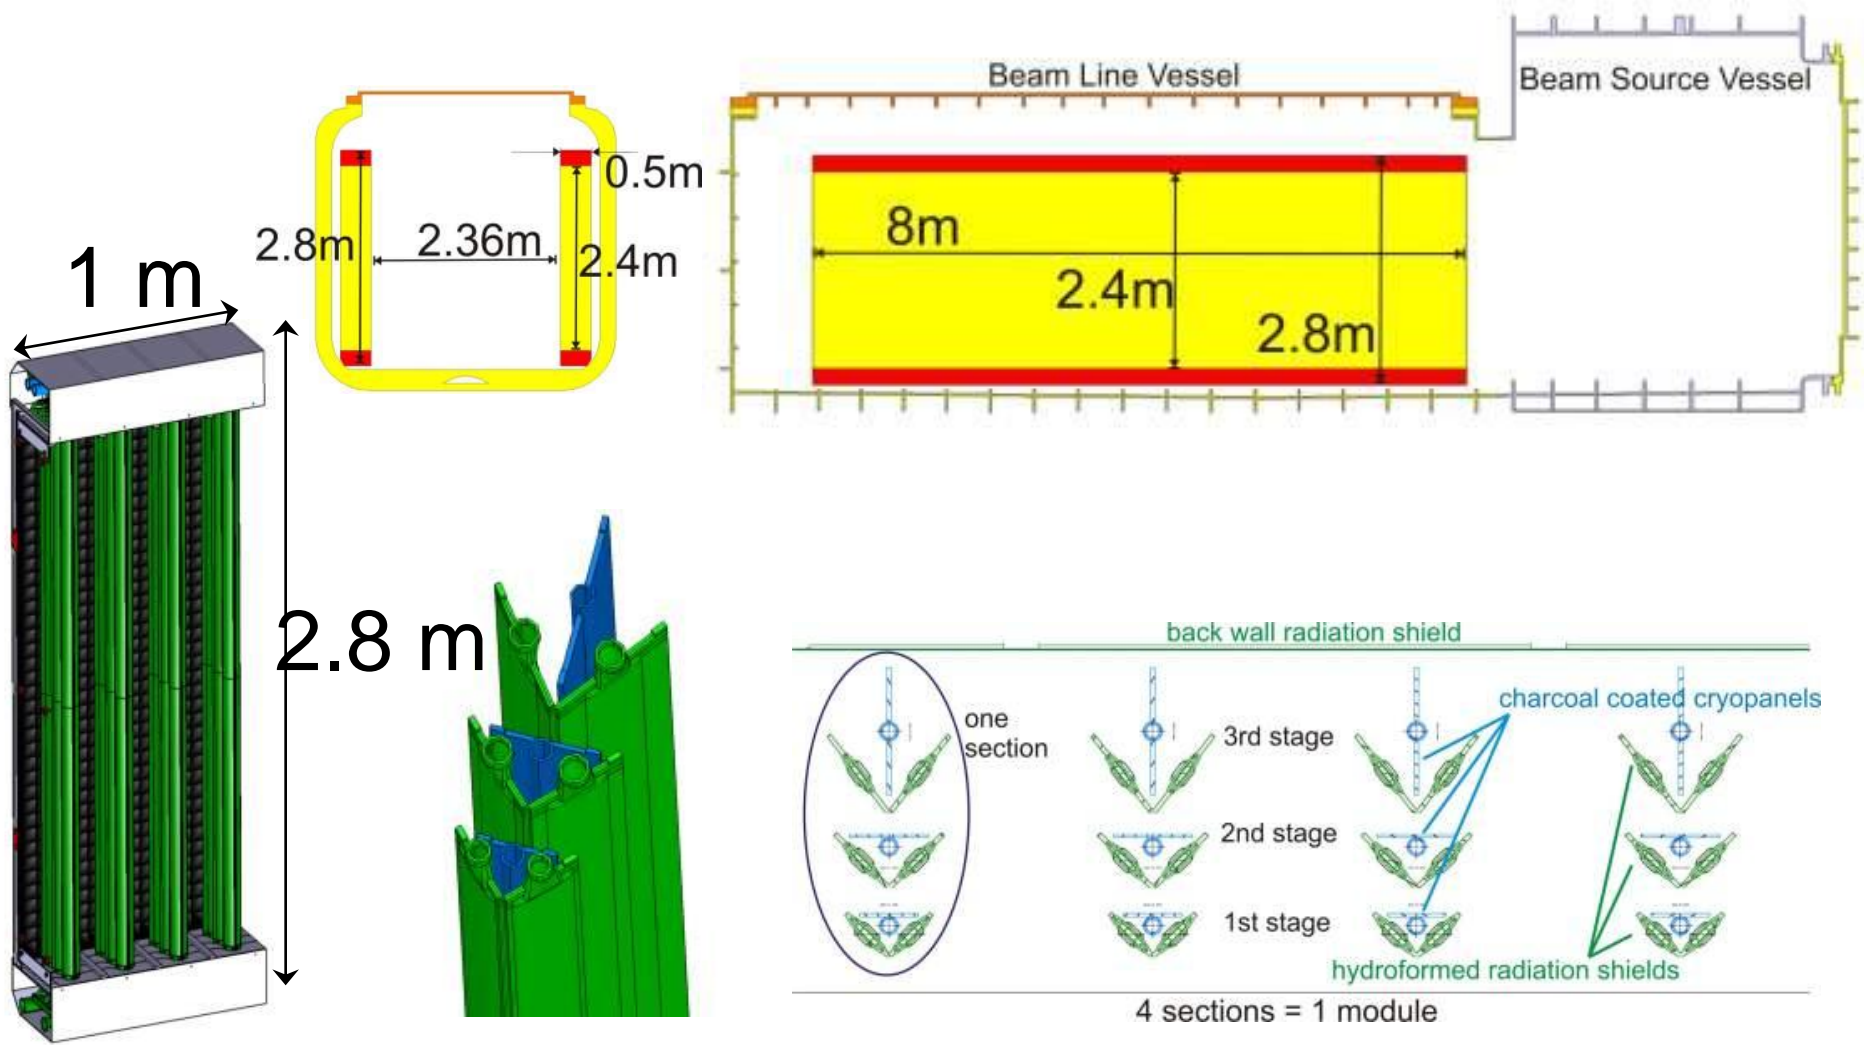 Beam Line Vessel
Beam Source Vessel
0.5m
2.8m
2.36m
2.4m
8m
2.4m
2.8m
1 m
2.8 m
back wall radiation shield
charcoal coated cryopanels
one
section
3rd stage
2nd stage
1st stage
hydroformed radiation shields
4 sections = 1 module